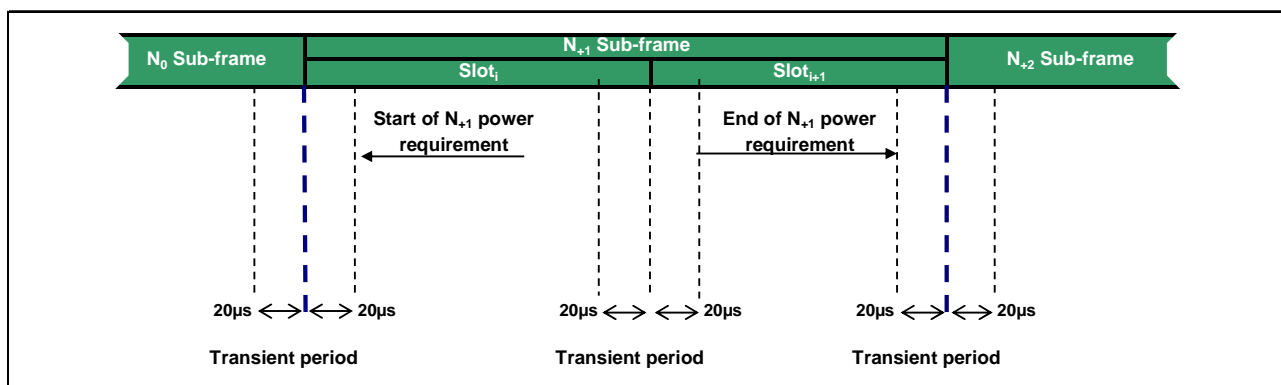 N₊₁ Sub-frame
N₀ Sub-frame
N₊₂ Sub-frame
Slotᵢ
Slotᵢ₊₁
Start of N₊₁ power
requirement
End of N₊₁ power
requirement
20µs
20µs
20µs
20µs
20µs
20µs
Transient period
Transient period
Transient period